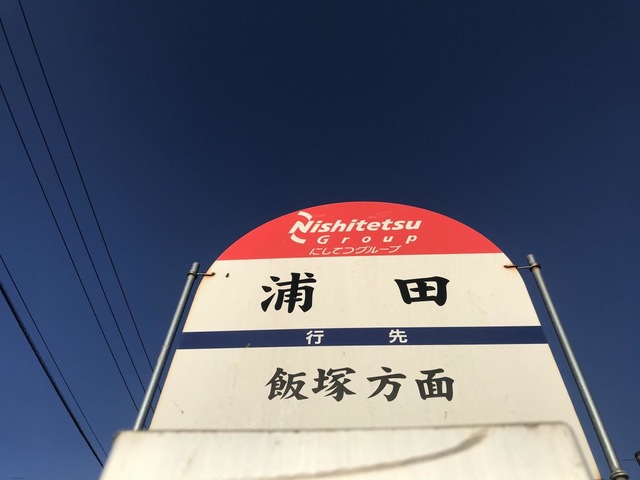 Nishitetsu
Group
にしてつグループ
浦田
行先
飯塚方面